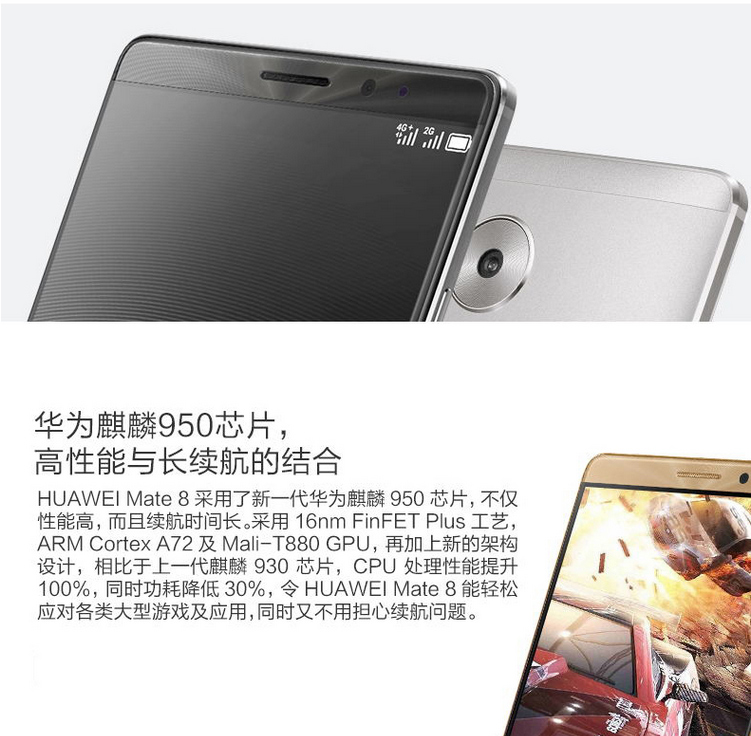 4G+ 2G
华为麒麟950芯片，
高性能与长续航的结合
HUAWEI Mate 8 采用了新一代华为麒麟 950 芯片，不仅
性能高，而且续航时间长。采用 16nm FinFET Plus 工艺，
ARM Cortex A72 及 Mali-T880 GPU，再加上新的架构
设计，相比于上一代麒麟 930 芯片，CPU 处理性能提升
100%，同时功耗降低 30%，令 HUAWEI Mate 8 能轻松
应对各类大型游戏及应用，同时又不用担心续航问题。